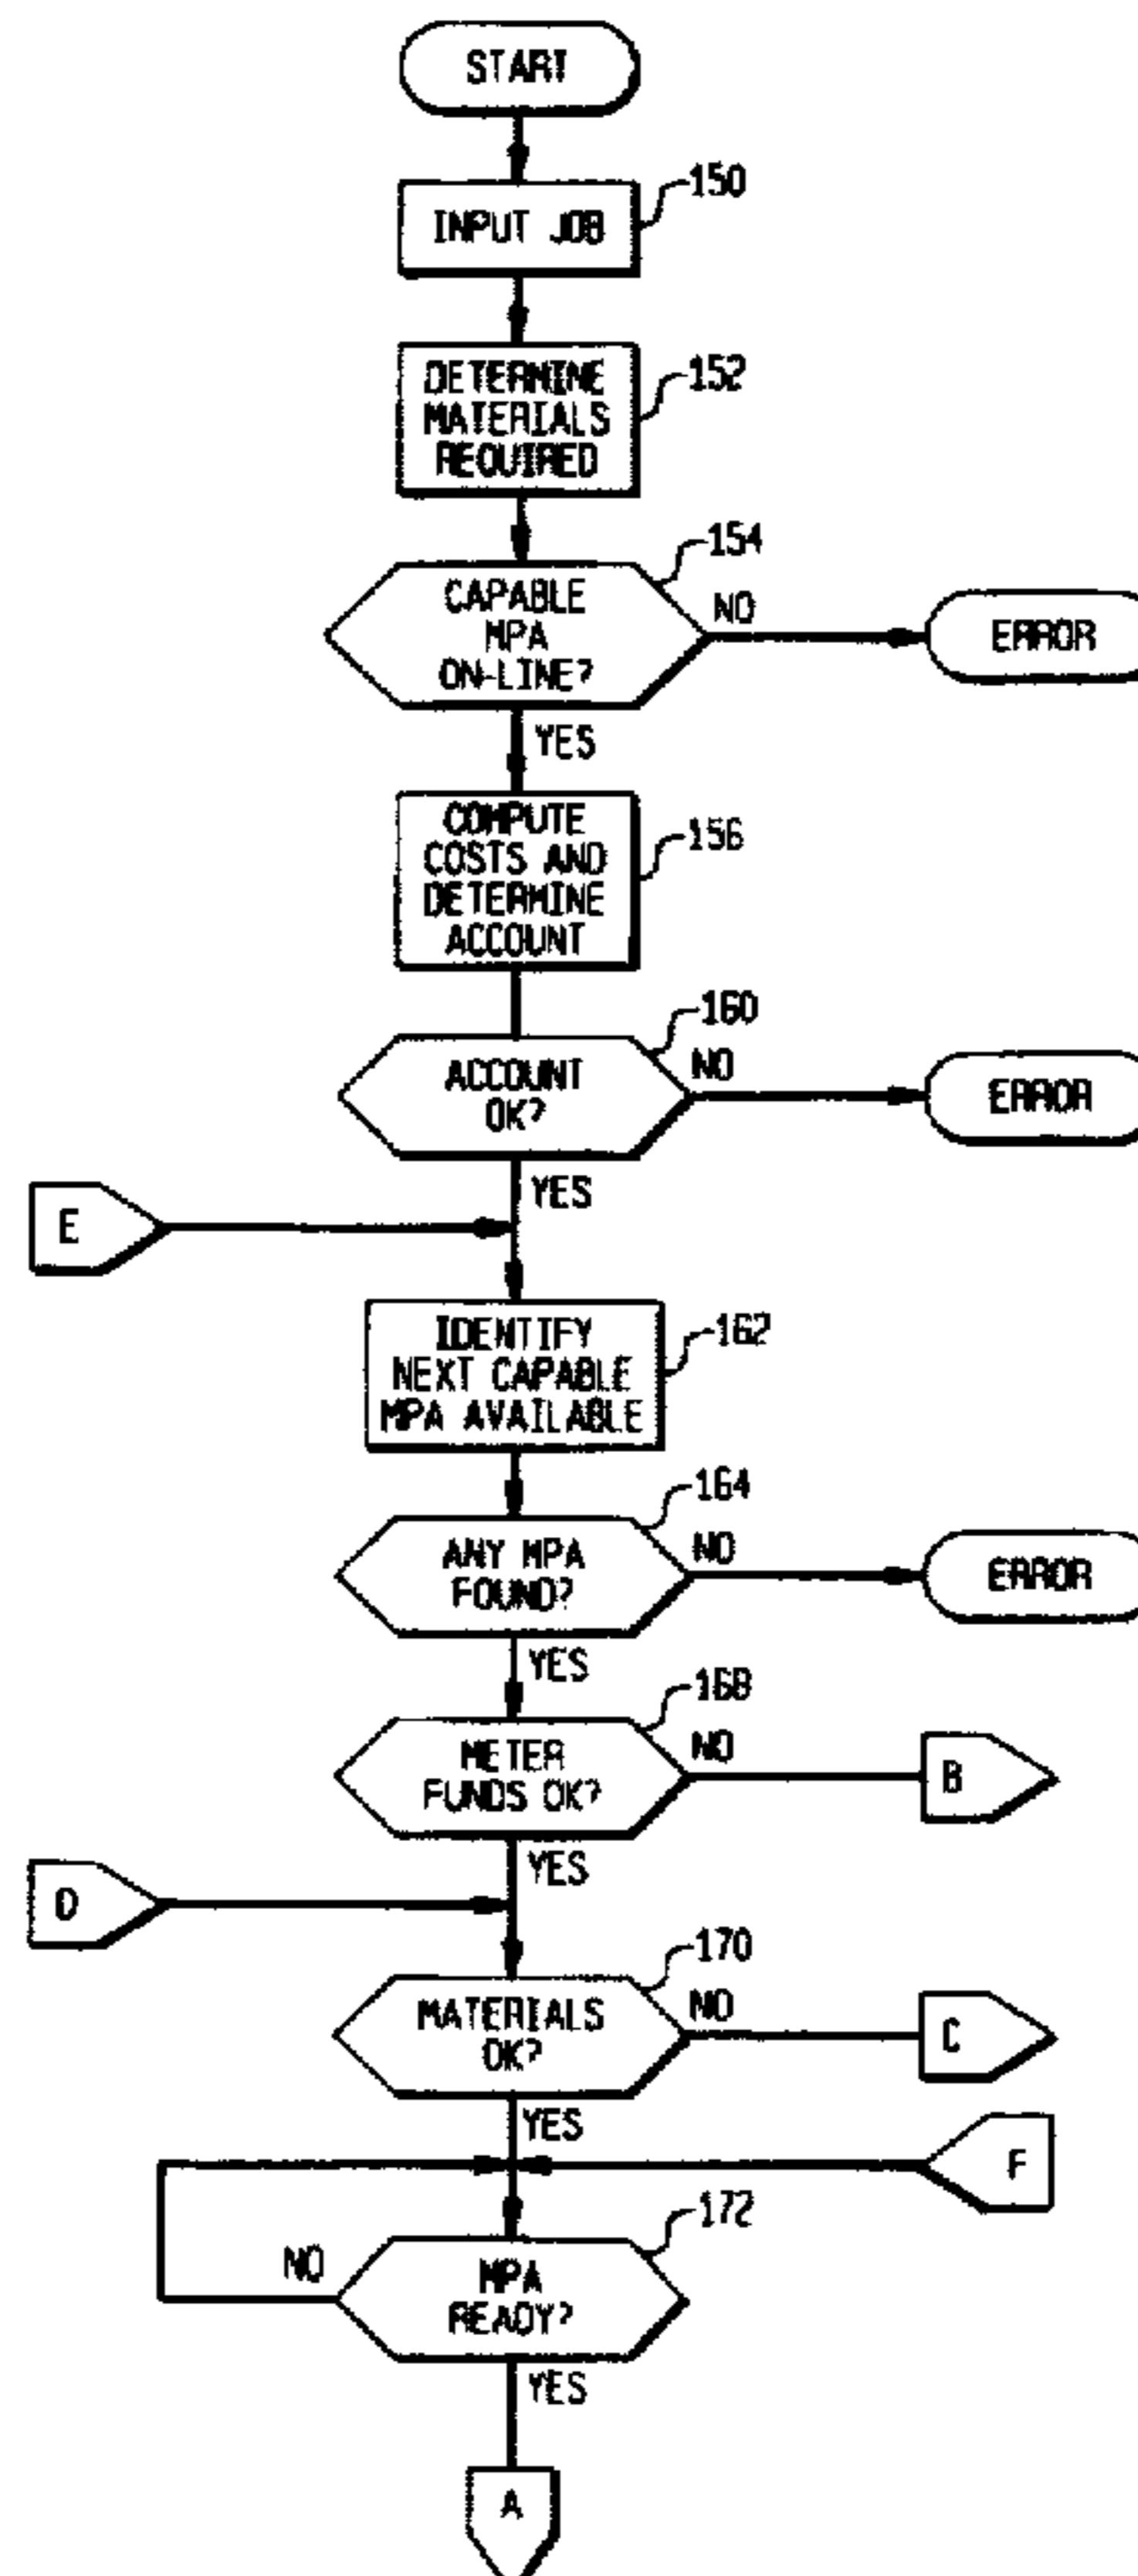 START
150
INPUT JOB
152
DETERMINE
MATERIALS
REQUIRED
154
CAPABLE
MPA
ON-LINE?
NO
ERROR
YES
156
COMPUTE
COSTS AND
DETERMINE
ACCOUNT
160
ACCOUNT
OK?
NO
ERROR
YES
E
162
IDENTIFY
NEXT CAPABLE
MPA AVAILABLE
164
ANY MPA
FOUND?
NO
ERROR
YES
168
METER
FUNDS OK?
NO
B
YES
D
170
MATERIALS
OK?
NO
C
YES
F
172
NO
MPA
READY?
YES
A